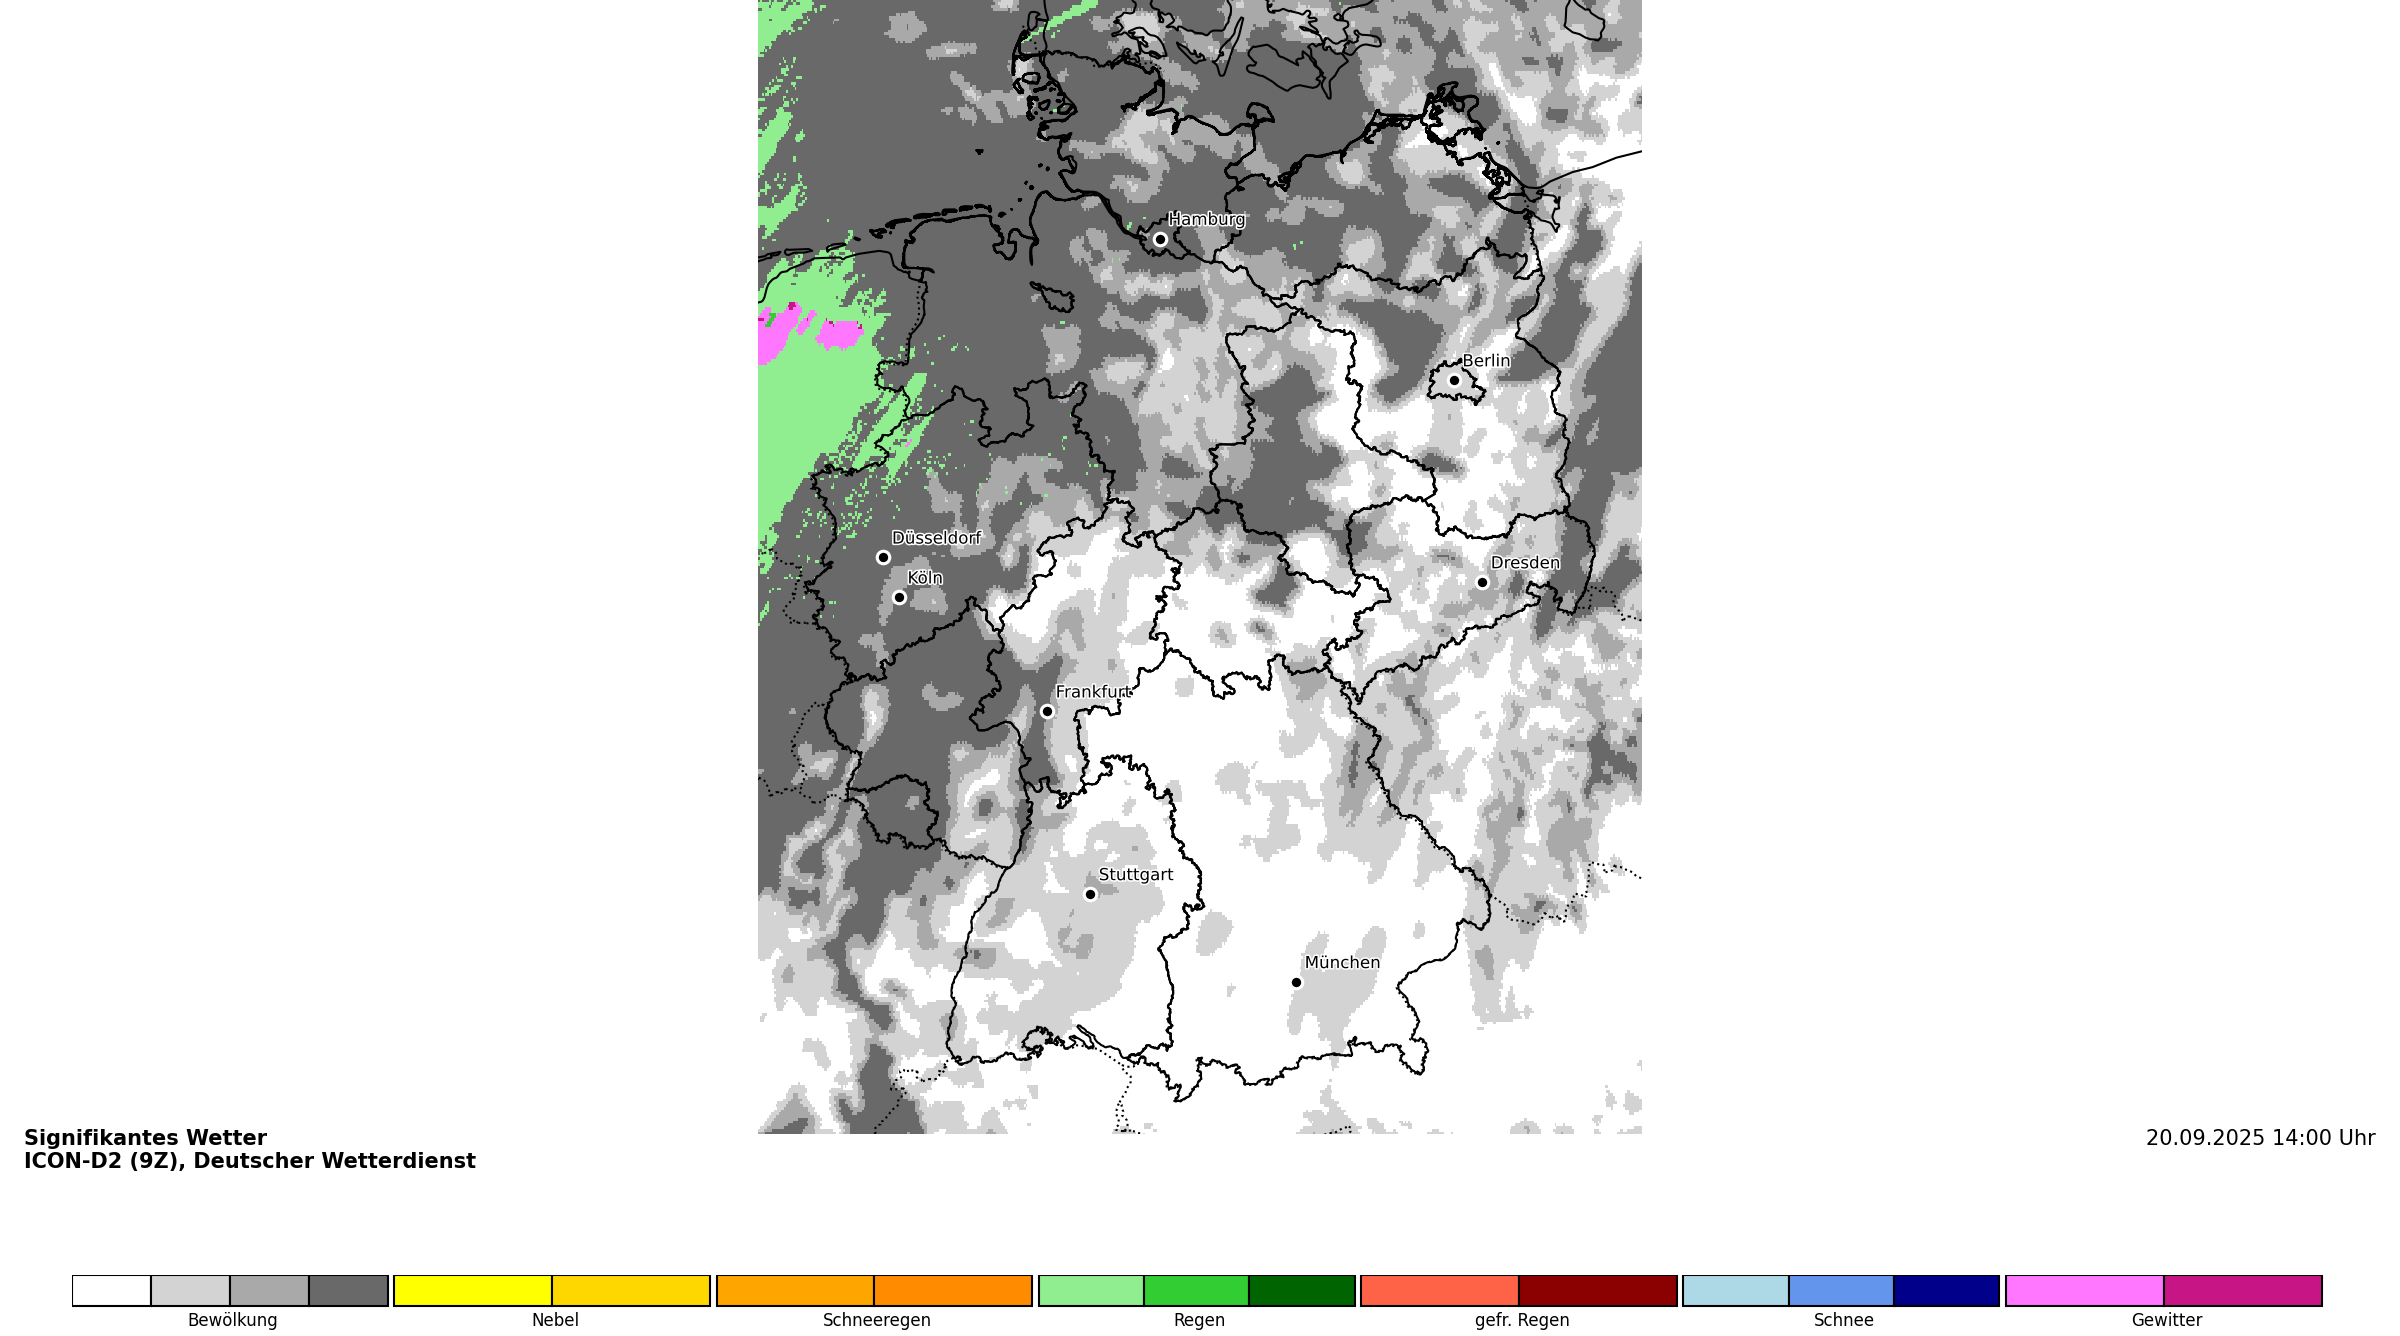 Hamburg
Berlin
Düsseldorf
Köln
Dresden
Frankfurt
Stuttgart
München
Signifikantes Wetter
ICON-D2 (9Z), Deutscher Wetterdienst
20.09.2025 14:00 Uhr
Bewölkung
Nebel
Schneeregen
Regen
gefr. Regen
Schnee
Gewitter